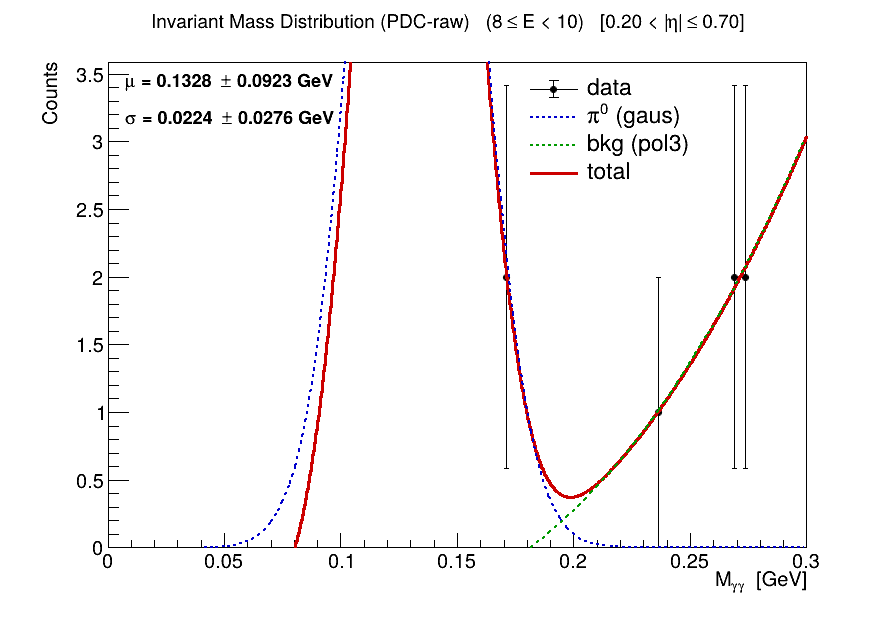 Invariant Mass Distribution (PDC-raw) (8 ≤ E < 10) [0.20 < |η| ≤ 0.70]
Counts
μ = 0.1328 ± 0.0923 GeV
σ = 0.0224 ± 0.0276 GeV
data
π⁰ (gaus)
bkg (pol3)
total
3.5
3
2.5
2
1.5
1
0.5
0
0 0.05 0.1 0.15 0.2 0.25 0.3
M_γγ [GeV]